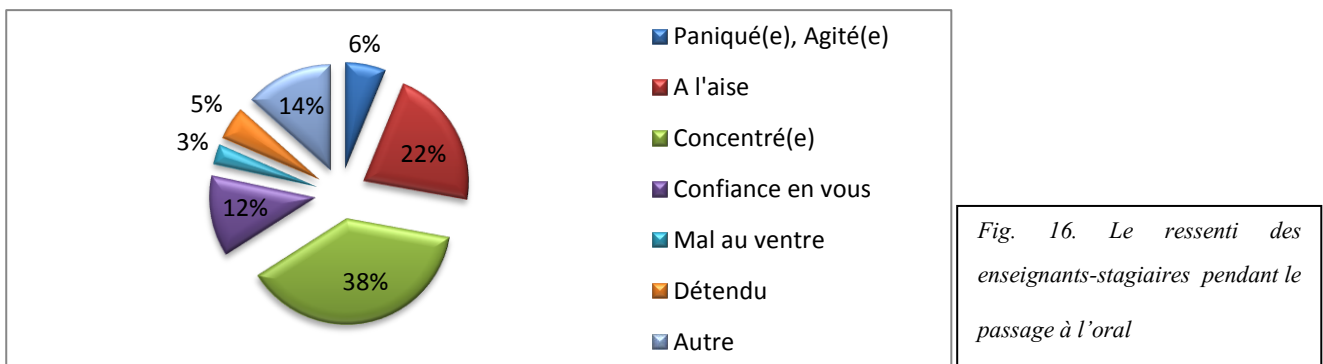 6%
22%
38%
12%
3%
5%
14%
Paniqué(e), Agité(e)
A l'aise
Concentré(e)
Confiance en vous
Mal au ventre
Détendu
Autre
Fig. 16. Le ressenti des
enseignants-stagiaires pendant le
passage à l'oral